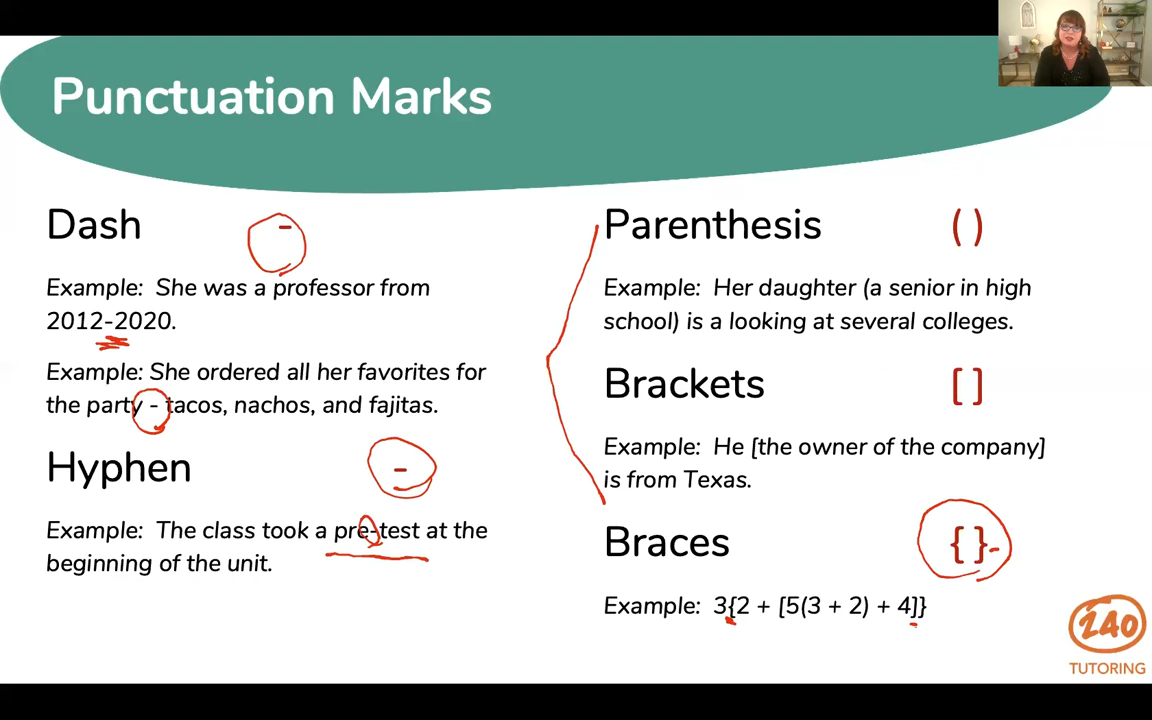 Punctuation Marks
Dash -
Example: She was a professor from
2012-2020.
Example: She ordered all her favorites for
the party - tacos, nachos, and fajitas.
Hyphen -
Example: The class took a pre-test at the
beginning of the unit.
Parenthesis ( )
Example: Her daughter (a senior in high
school) is a looking at several colleges.
Brackets [ ]
Example: He [the owner of the company]
is from Texas.
Braces { }
Example: 3{2 + [5(3 + 2) + 4]}
240
TUTORING